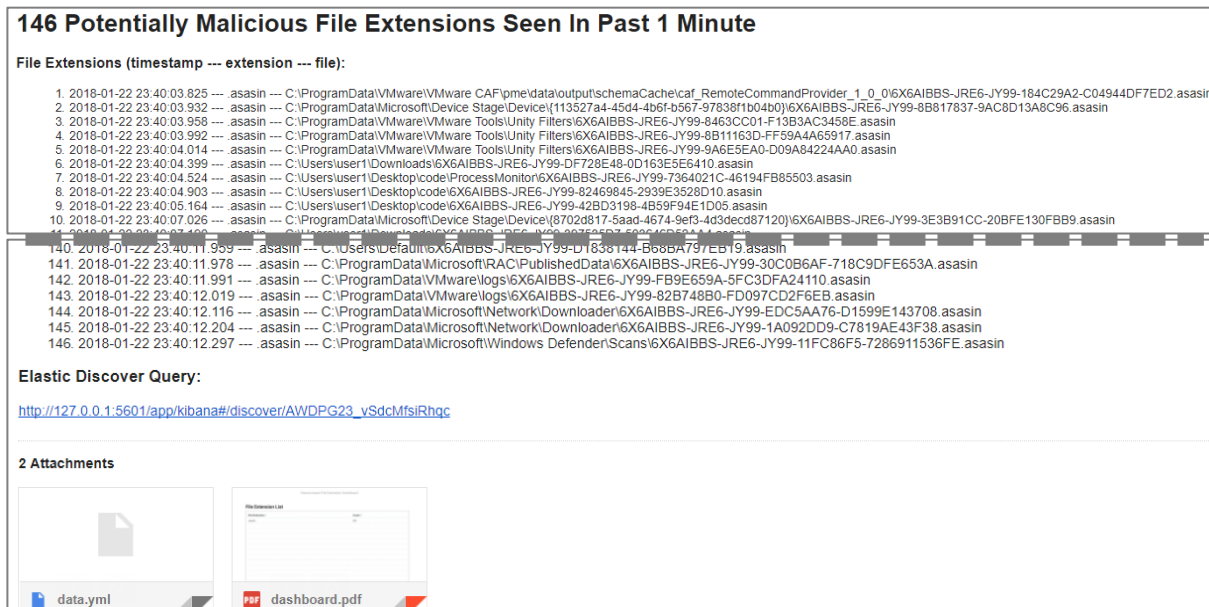 146 Potentially Malicious File Extensions Seen In Past 1 Minute
File Extensions (timestamp --- extension --- file):
1. 2018-01-22 23:40:03.825 --- .asasin --- C:\ProgramData\VMware\VMware CAF\pme\data\output\schemaCache\caf_RemoteCommandProvider_1_0_0\6X6AIBBS-JRE6-JY99-184C29A2-C04944DF7ED2.asasin
2. 2018-01-22 23:40:03.932 --- .asasin --- C:\ProgramData\Microsoft\Device Stage\Device\{113527a4-45d4-4b6f-b567-97838f1b04b0}\6X6AIBBS-JRE6-JY99-8B817837-9AC8D13A8C96.asasin
3. 2018-01-22 23:40:03.958 --- .asasin --- C:\ProgramData\VMware\VMware Tools\Unity Filters\6X6AIBBS-JRE6-JY99-8463CC01-F13B3AC3458E.asasin
4. 2018-01-22 23:40:03.992 --- .asasin --- C:\ProgramData\VMware\VMware Tools\Unity Filters\6X6AIBBS-JRE6-JY99-8B11163D-FF59A4A65917.asasin
5. 2018-01-22 23:40:04.014 --- .asasin --- C:\ProgramData\VMware\VMware Tools\Unity Filters\6X6AIBBS-JRE6-JY99-9A6E5EA0-D09A84224AA0.asasin
6. 2018-01-22 23:40:04.399 --- .asasin --- C:\Users\user1\Downloads\6X6AIBBS-JRE6-JY99-DF728E48-0D163E5E6410.asasin
7. 2018-01-22 23:40:04.524 --- .asasin --- C:\Users\user1\Desktop\code\ProcessMonitor\6X6AIBBS-JRE6-JY99-7364021C-46194FB85503.asasin
8. 2018-01-22 23:40:04.903 --- .asasin --- C:\Users\user1\Desktop\code\6X6AIBBS-JRE6-JY99-82469845-2939E3528D10.asasin
9. 2018-01-22 23:40:05.164 --- .asasin --- C:\Users\user1\Desktop\code\6X6AIBBS-JRE6-JY99-42BD3198-4B59F94E1D05.asasin
10. 2018-01-22 23:40:07.026 --- .asasin --- C:\ProgramData\Microsoft\Device Stage\Device\{8702d817-5aad-4674-9ef3-4d3decd87120}\6X6AIBBS-JRE6-JY99-3E3B91CC-20BFE130FBB9.asasin
140. 2018-01-22 23:40:11.959 --- .asasin --- C:\Users\Default\6X6AIBBS-JRE6-JY99-D1838144-B68BA797EB19.asasin
141. 2018-01-22 23:40:11.978 --- .asasin --- C:\ProgramData\Microsoft\RAC\PublishedData\6X6AIBBS-JRE6-JY99-30C0B6AF-718C9DFE653A.asasin
142. 2018-01-22 23:40:11.991 --- .asasin --- C:\ProgramData\VMware\logs\6X6AIBBS-JRE6-JY99-FB9E659A-5FC3DFA24110.asasin
143. 2018-01-22 23:40:12.019 --- .asasin --- C:\ProgramData\VMware\logs\6X6AIBBS-JRE6-JY99-82B748B0-FD097CD2F6EB.asasin
144. 2018-01-22 23:40:12.116 --- .asasin --- C:\ProgramData\Microsoft\Network\Downloader\6X6AIBBS-JRE6-JY99-EDC5AA76-D1599E143708.asasin
145. 2018-01-22 23:40:12.204 --- .asasin --- C:\ProgramData\Microsoft\Network\Downloader\6X6AIBBS-JRE6-JY99-1A092DD9-C7819AE43F38.asasin
146. 2018-01-22 23:40:12.297 --- .asasin --- C:\ProgramData\Microsoft\Windows Defender\Scans\6X6AIBBS-JRE6-JY99-11FC86F5-7286911536FE.asasin
Elastic Discover Query:
http://127.0.0.1:5601/app/kibana#/discover/AWDPG23_vSdcMfsiRhqc
2 Attachments
File Extension List
data.yml
PDF dashboard.pdf